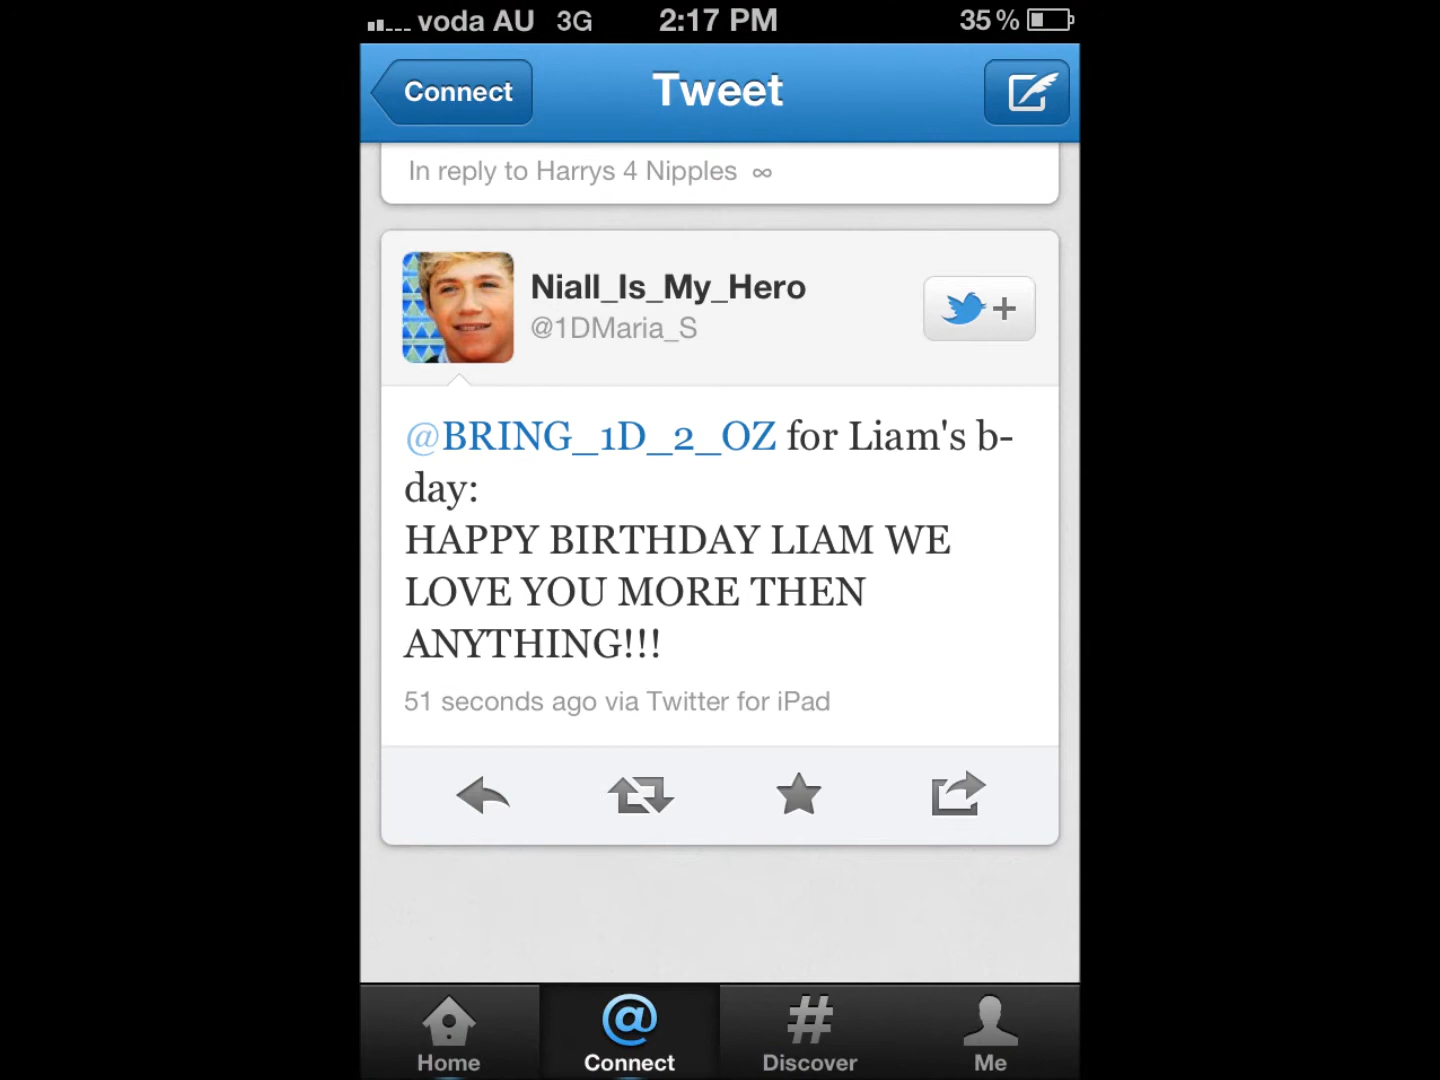 voda AU 3G 2:17 PM 35%
Connect Tweet
In reply to Harrys 4 Nipples ∞
Niall_Is_My_Hero
@1DMaria_S
@BRING_1D_2_OZ for Liam's b-
day:
HAPPY BIRTHDAY LIAM WE
LOVE YOU MORE THEN
ANYTHING!!!
51 seconds ago via Twitter for iPad
Home Connect Discover Me